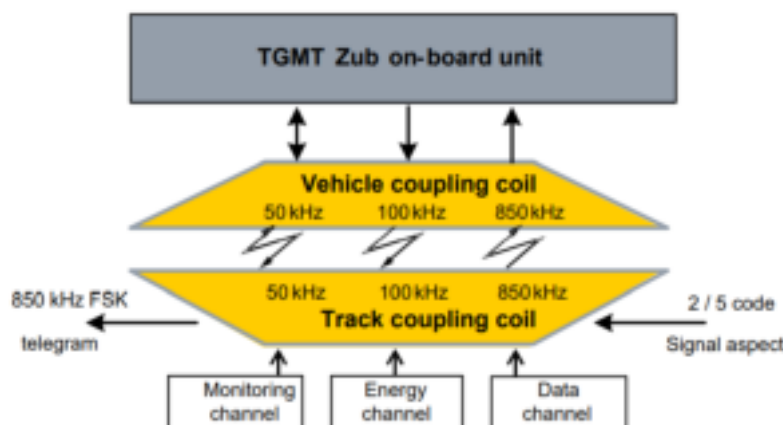 TGMT Zub on-board unit
Vehicle coupling coil
50 kHz 100 kHz 850 kHz
850 kHz FSK
telegram
50 kHz 100 kHz 850 kHz
Track coupling coil
2 / 5 code
Signal aspect
Monitoring
channel
Energy
channel
Data
channel